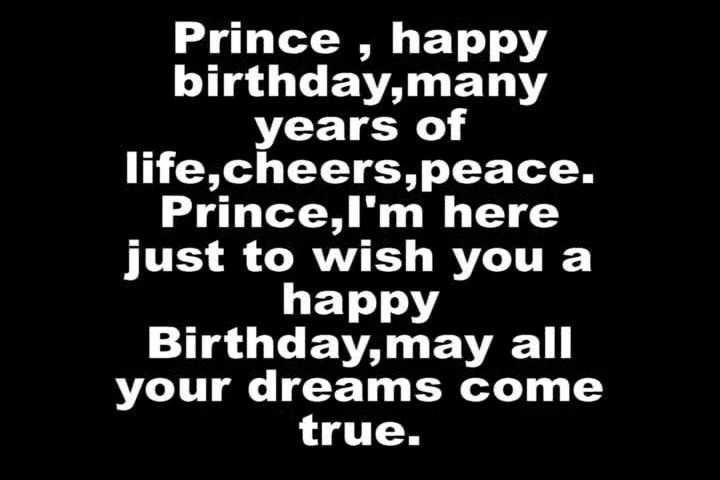 Prince , happy
birthday,many
years of
life,cheers,peace.
Prince,I'm here
just to wish you a
happy
Birthday,may all
your dreams come
true.